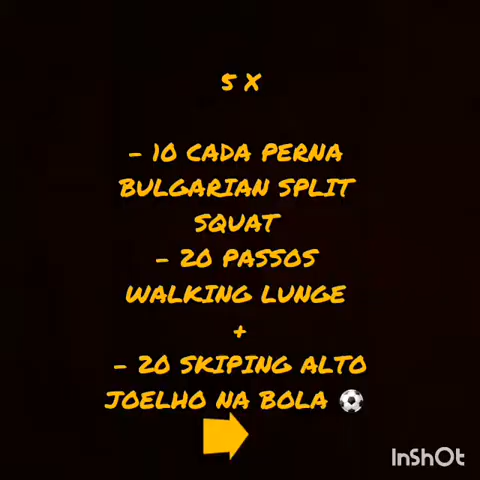 5 X
- 10 CADA PERNA
BULGARIAN SPLIT
SQUAT
- 20 PASSOS
WALKING LUNGE
+
- 20 SKIPING ALTO
JOELHO NA BOLA ⚽
InShOt